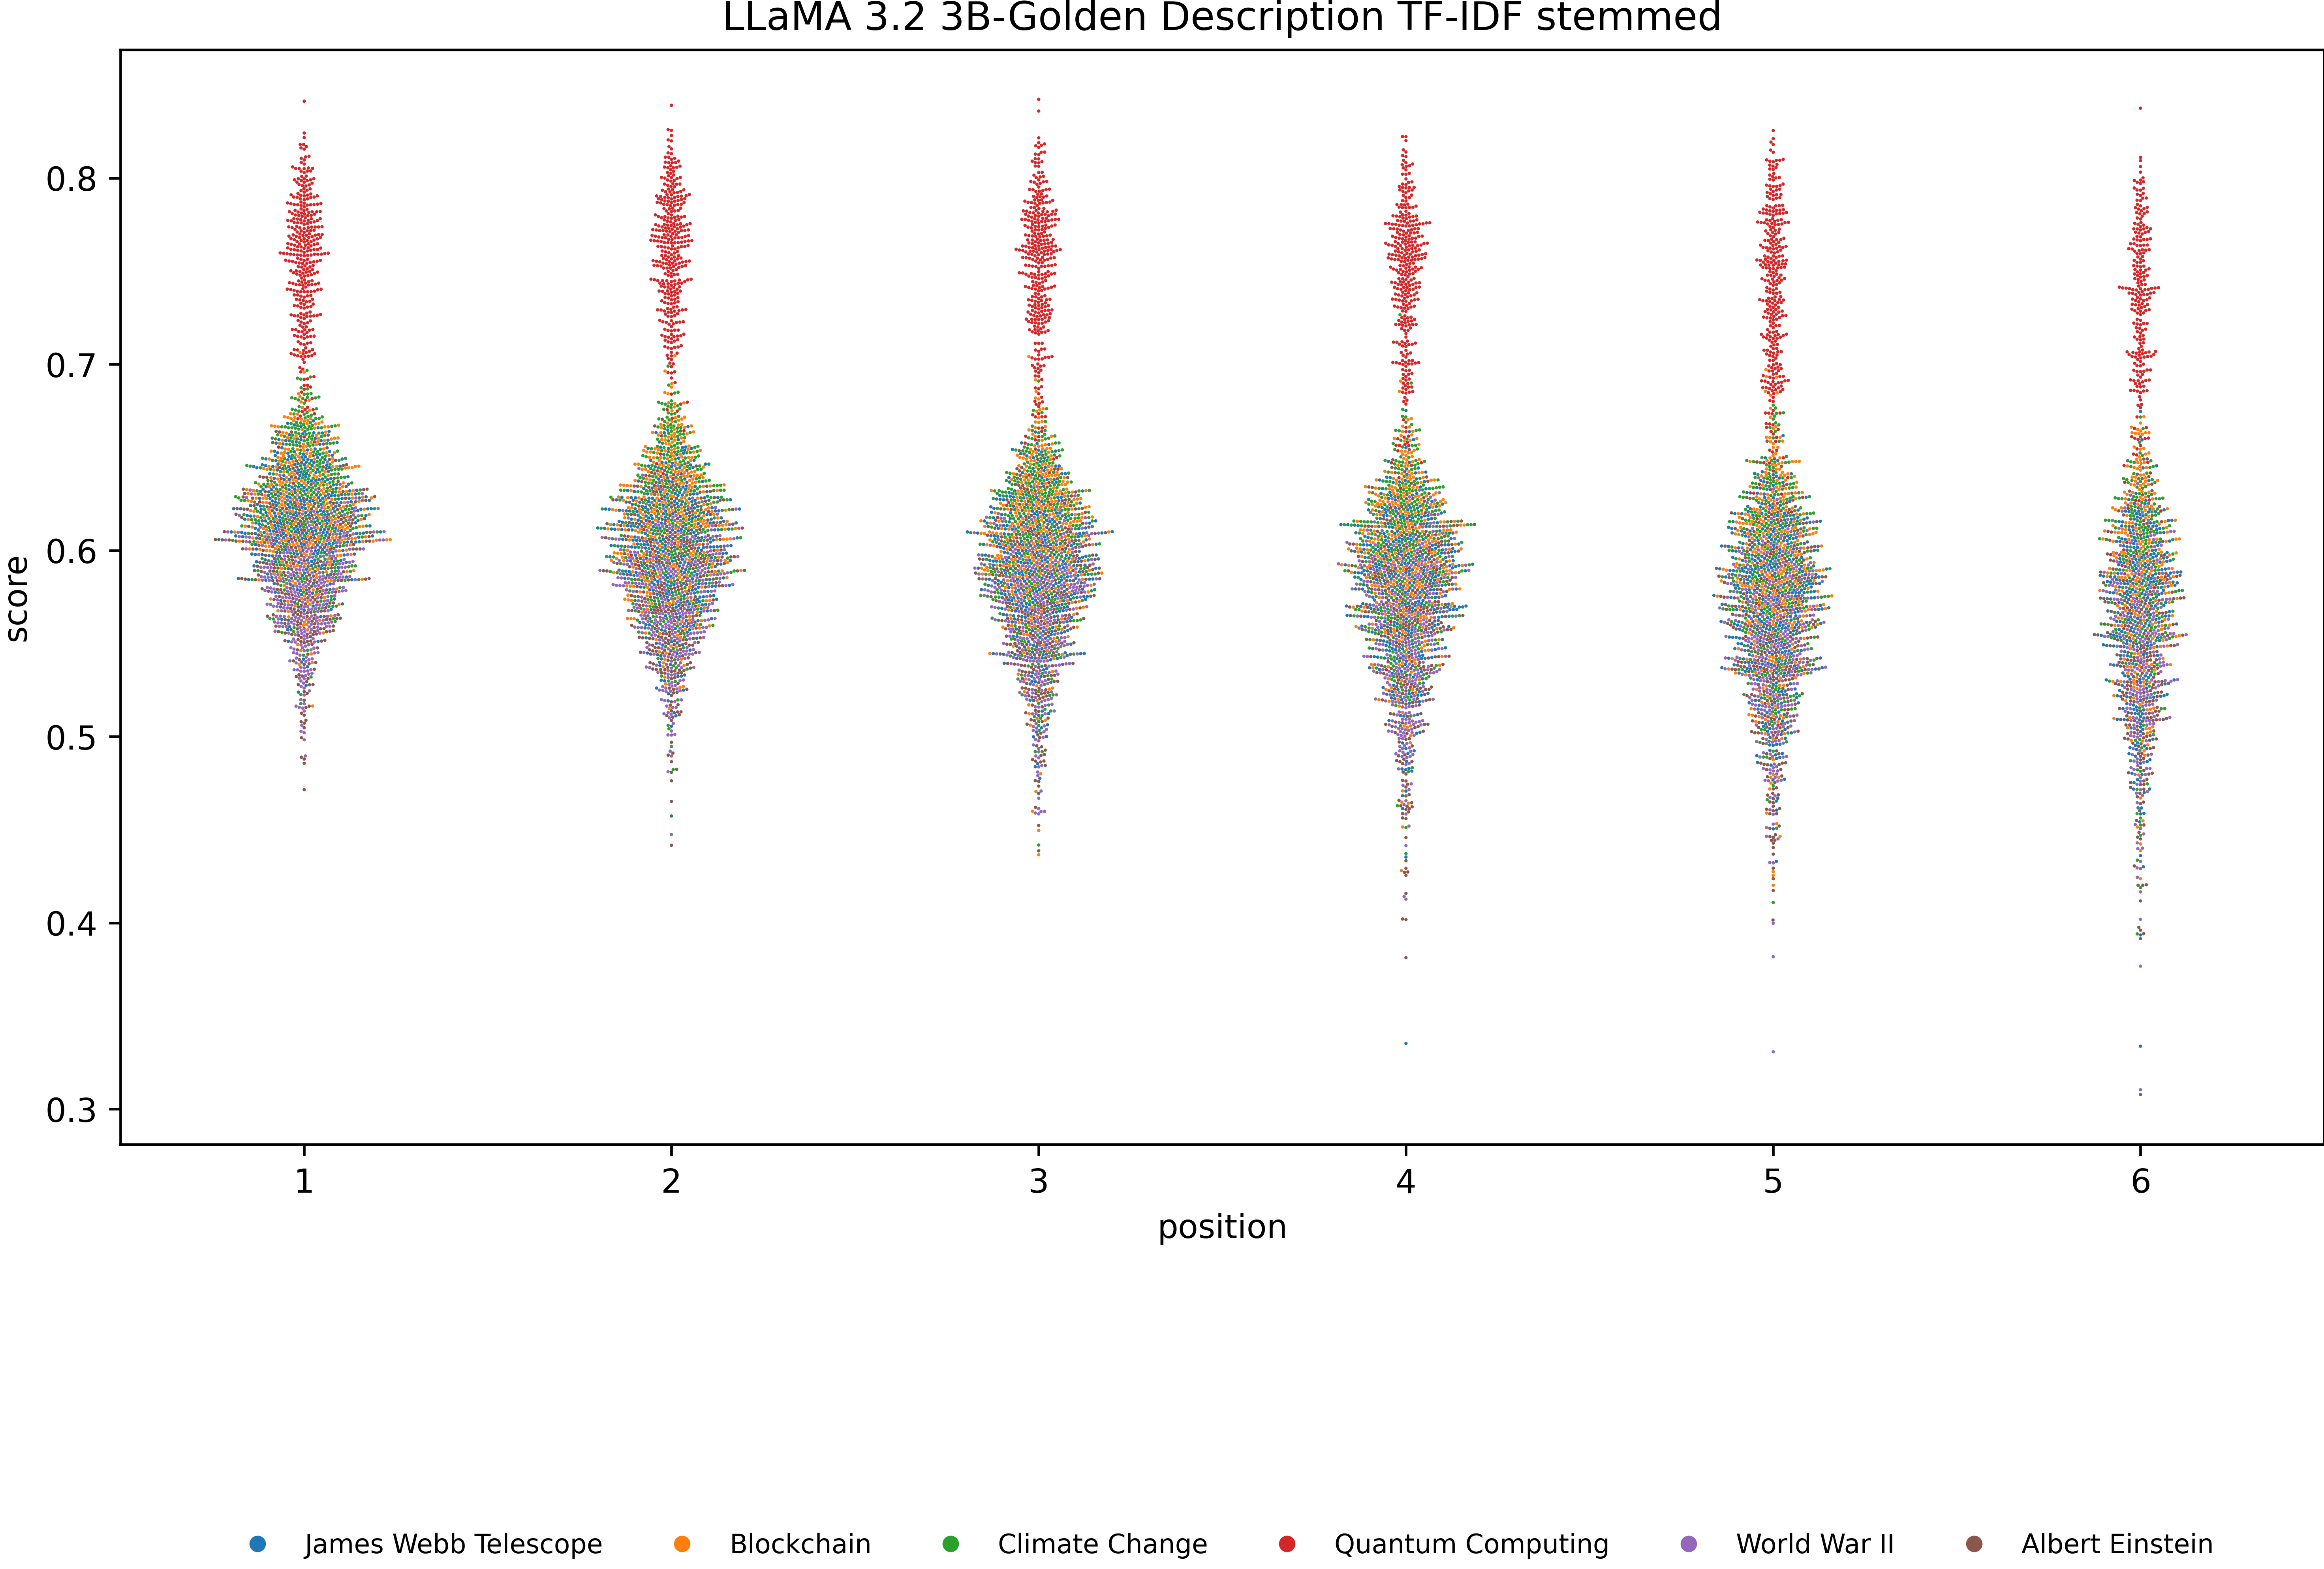 LLaMA 3.2 3B-Golden Description TF-IDF stemmed
score
0.8
0.7
0.6
0.5
0.4
0.3
1 2 3 4 5 6
position
James Webb Telescope Blockchain Climate Change Quantum Computing World War II Albert Einstein